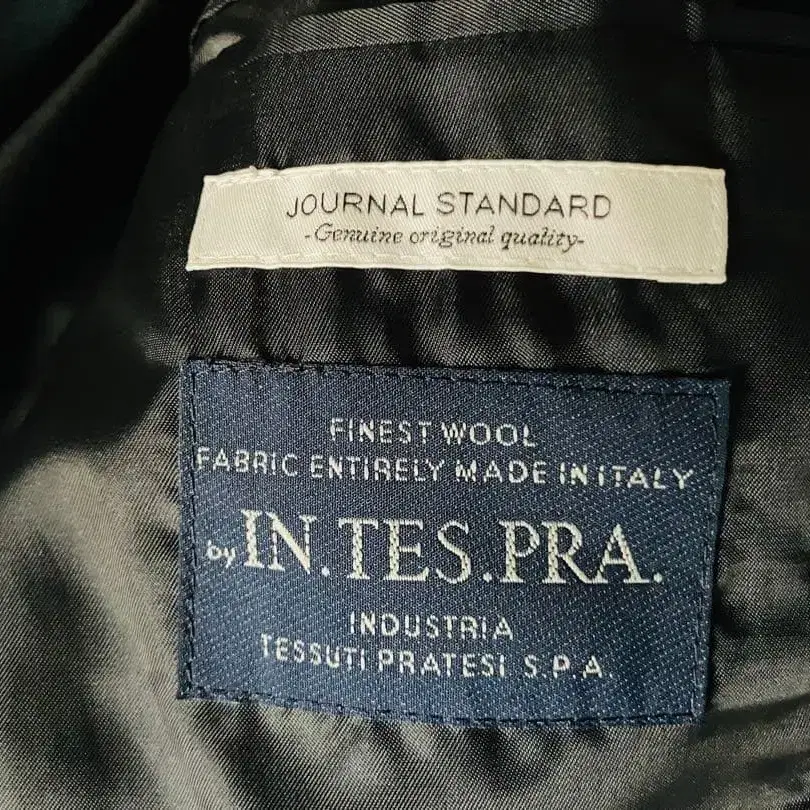 JOURNAL STANDARD
-Genuine original quality-
FINEST WOOL
FABRIC ENTIRELY MADE IN ITALY
by IN.TES.PRA.
INDUSTRIA
TESSUTI PRATESI S.P.A.